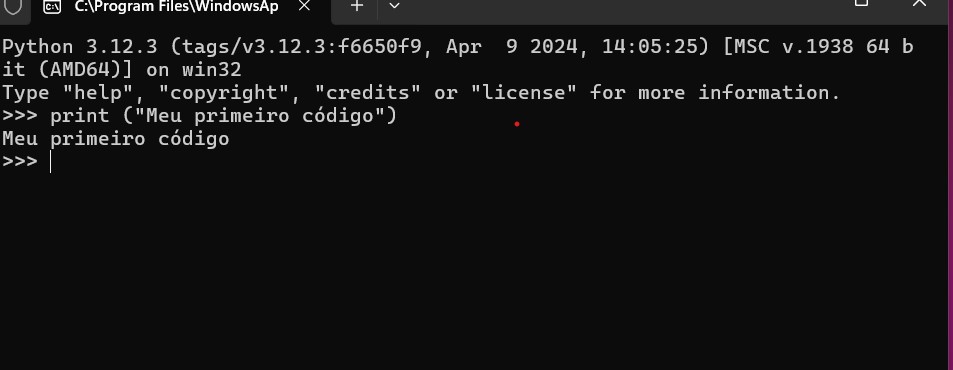 C:\Program Files\WindowsAp
Python 3.12.3 (tags/v3.12.3:f6650f9, Apr  9 2024, 14:05:25) [MSC v.1938 64 b
it (AMD64)] on win32
Type "help", "copyright", "credits" or "license" for more information.
>>> print ("Meu primeiro código")
Meu primeiro código
>>>